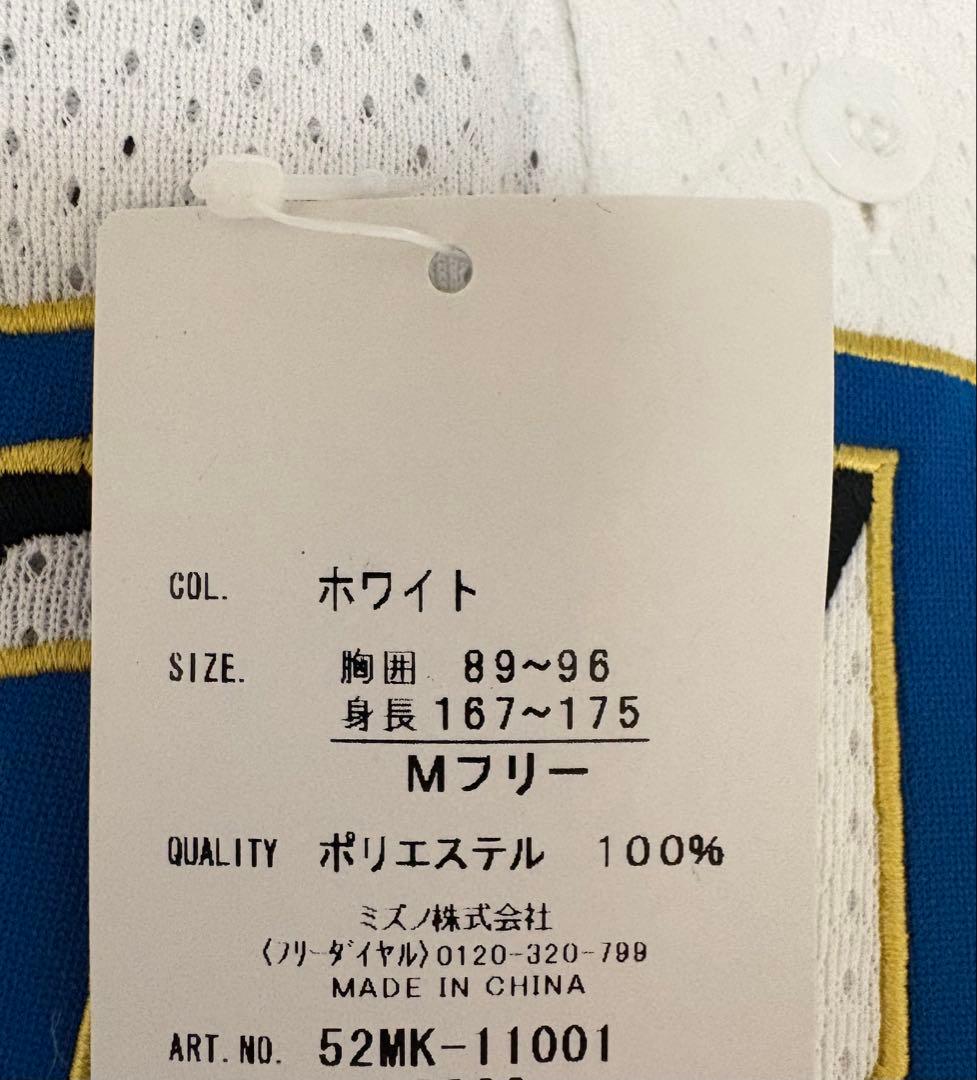 COL. ホワイト
SIZE. 胸囲 89~96
身長 167~175
Mフリー
QUALITY ポリエステル 100%
ミズノ株式会社
〈フリーダイヤル〉0120-320-799
MADE IN CHINA
ART.NO. 52MK-11001